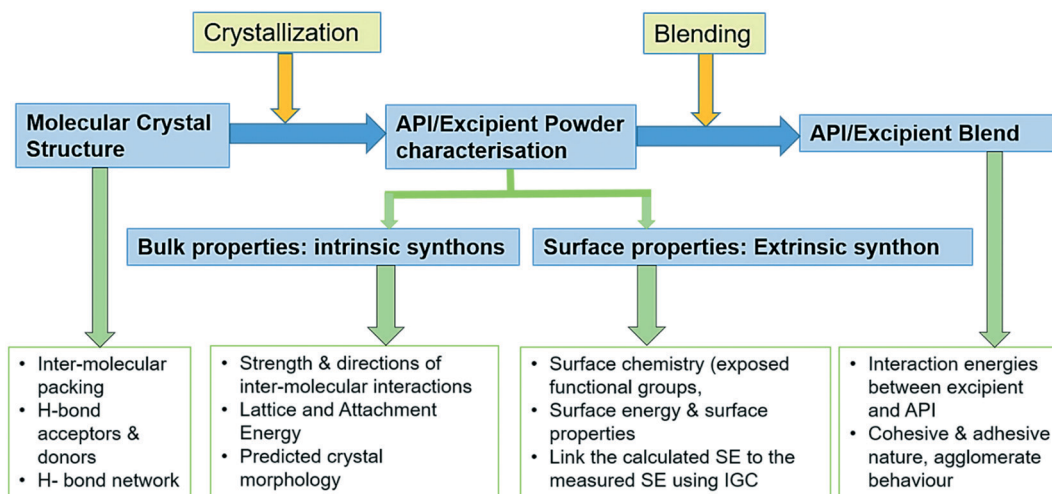 Crystallization
Blending
Molecular Crystal
Structure
API/Excipient Powder
characterisation
API/Excipient Blend
Bulk properties: intrinsic synthons
Surface properties: Extrinsic synthon
• Inter-molecular
packing
• H-bond
acceptors &
donors
• H- bond network
• Strength & directions of
inter-molecular interactions
• Lattice and Attachment
Energy
• Predicted crystal
morphology
• Surface chemistry (exposed
functional groups,
• Surface energy & surface
properties
• Link the calculated SE to the
measured SE using IGC
• Interaction energies
between excipient
and API
• Cohesive & adhesive
nature, agglomerate
behaviour